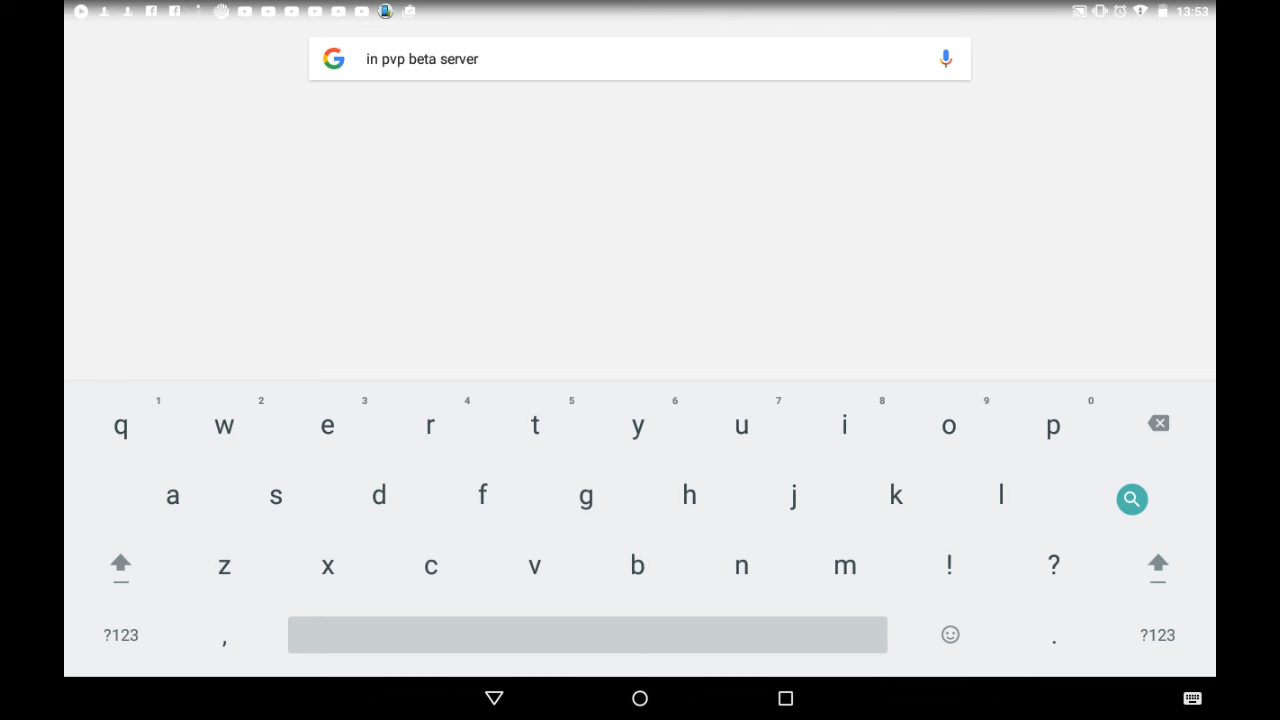 13:53
in pvp beta server
1 2 3 4 5 6 7 8 9 0
q w e r t y u i o p
a s d f g h j k l
z x c v b n m ! ?
?123 , . ?123